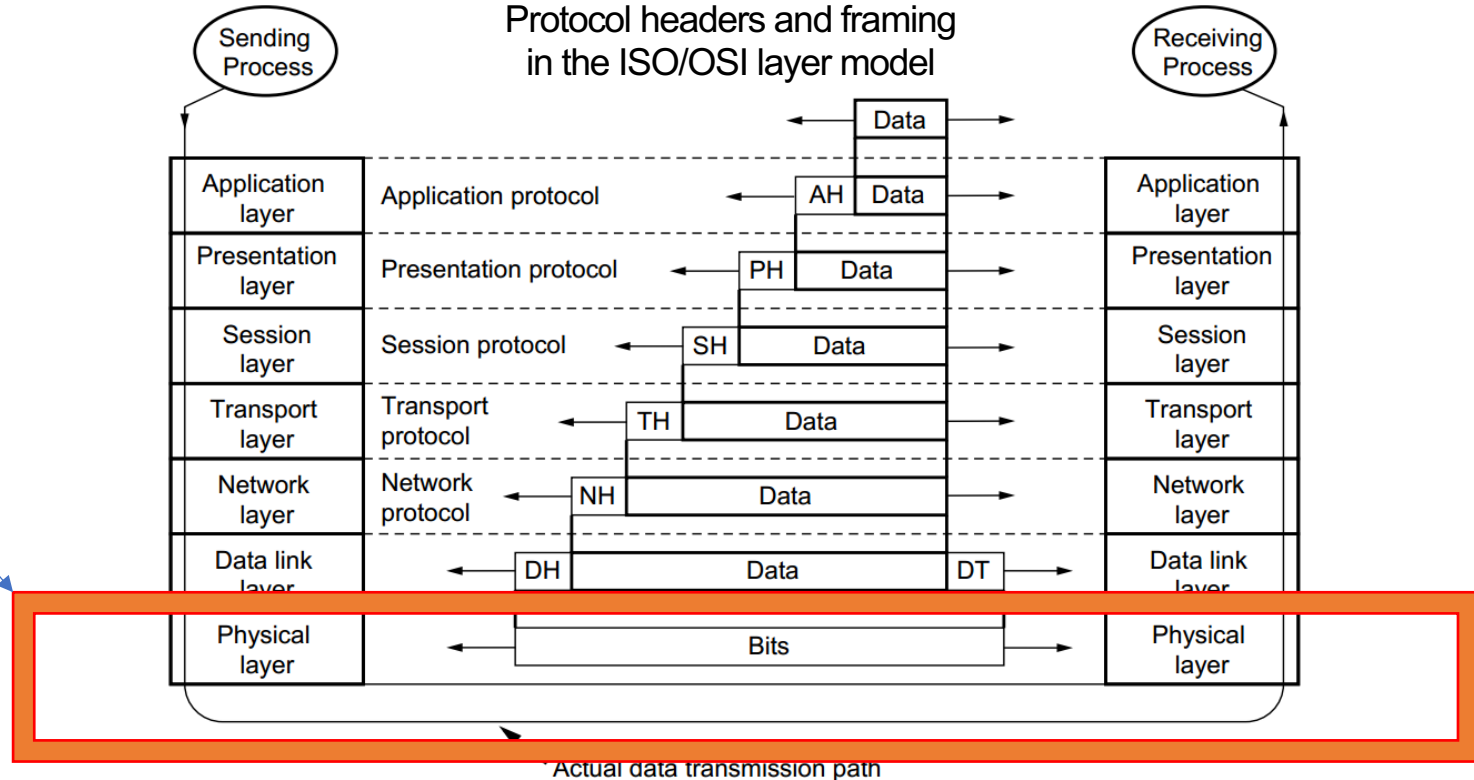 Protocol headers and framing
in the ISO/OSI layer model
Sending
Process
Receiving
Process
Data
Application
layer
Application protocol
AH
Data
Application
layer
Presentation
layer
Presentation protocol
PH
Data
Presentation
layer
Session
layer
Session protocol
SH
Data
Session
layer
Transport
layer
Transport
protocol
TH
Data
Transport
layer
Network
layer
Network
protocol
NH
Data
Network
layer
Data link
layer
DH
Data
DT
Data link
layer
Physical
layer
Bits
Physical
layer
Actual data transmission path